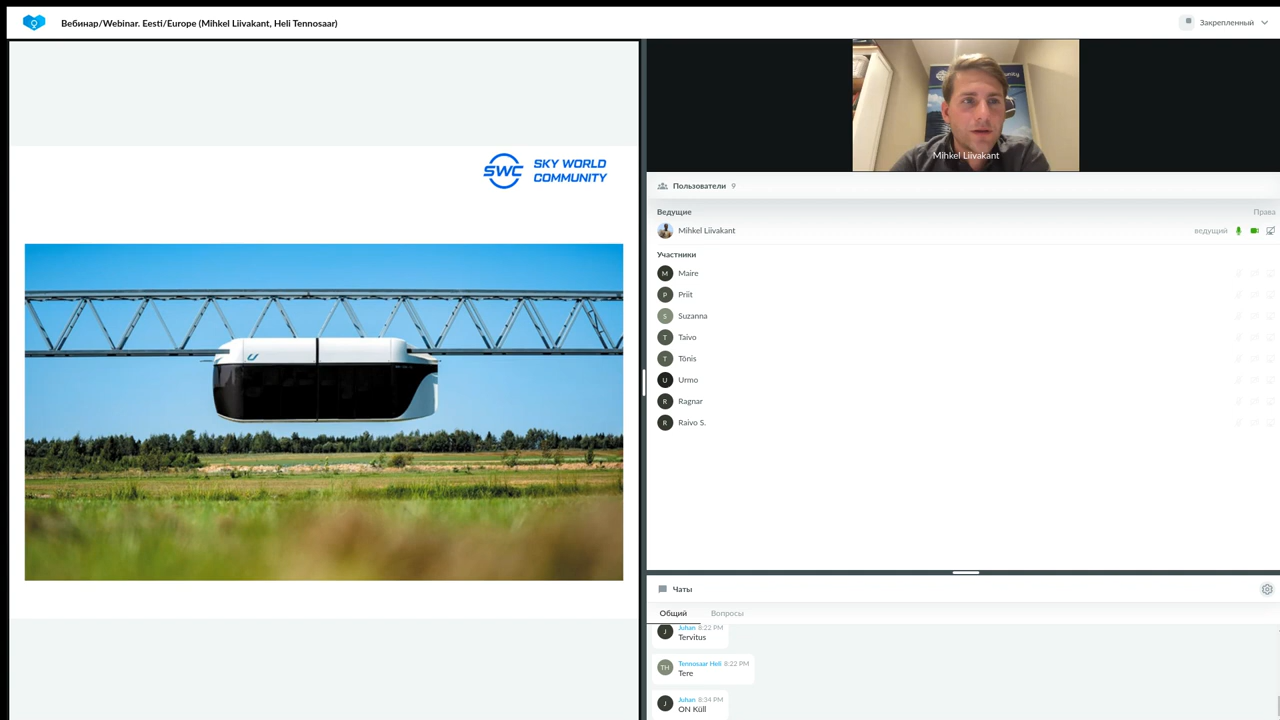 Вебинар/Webinar. Eesti/Europe (Mihkel Liivakant, Heli Tennosaar)
Закрепленный
SWC SKY WORLD
COMMUNITY
Mihkel Liivakant
Пользователи 9
Ведущие Права
Mihkel Liivakant ведущий
Участники
M Maire
P Priit
S Suzanna
T Taivo
T Tõnis
U Urmo
R Ragnar
R Raivo S.
Чаты
Общий Вопросы
Juhan 8:22 PM
J Tervitus
Tennosaar Heli 8:22 PM
TH Tere
Juhan 8:34 PM
J ON Küll